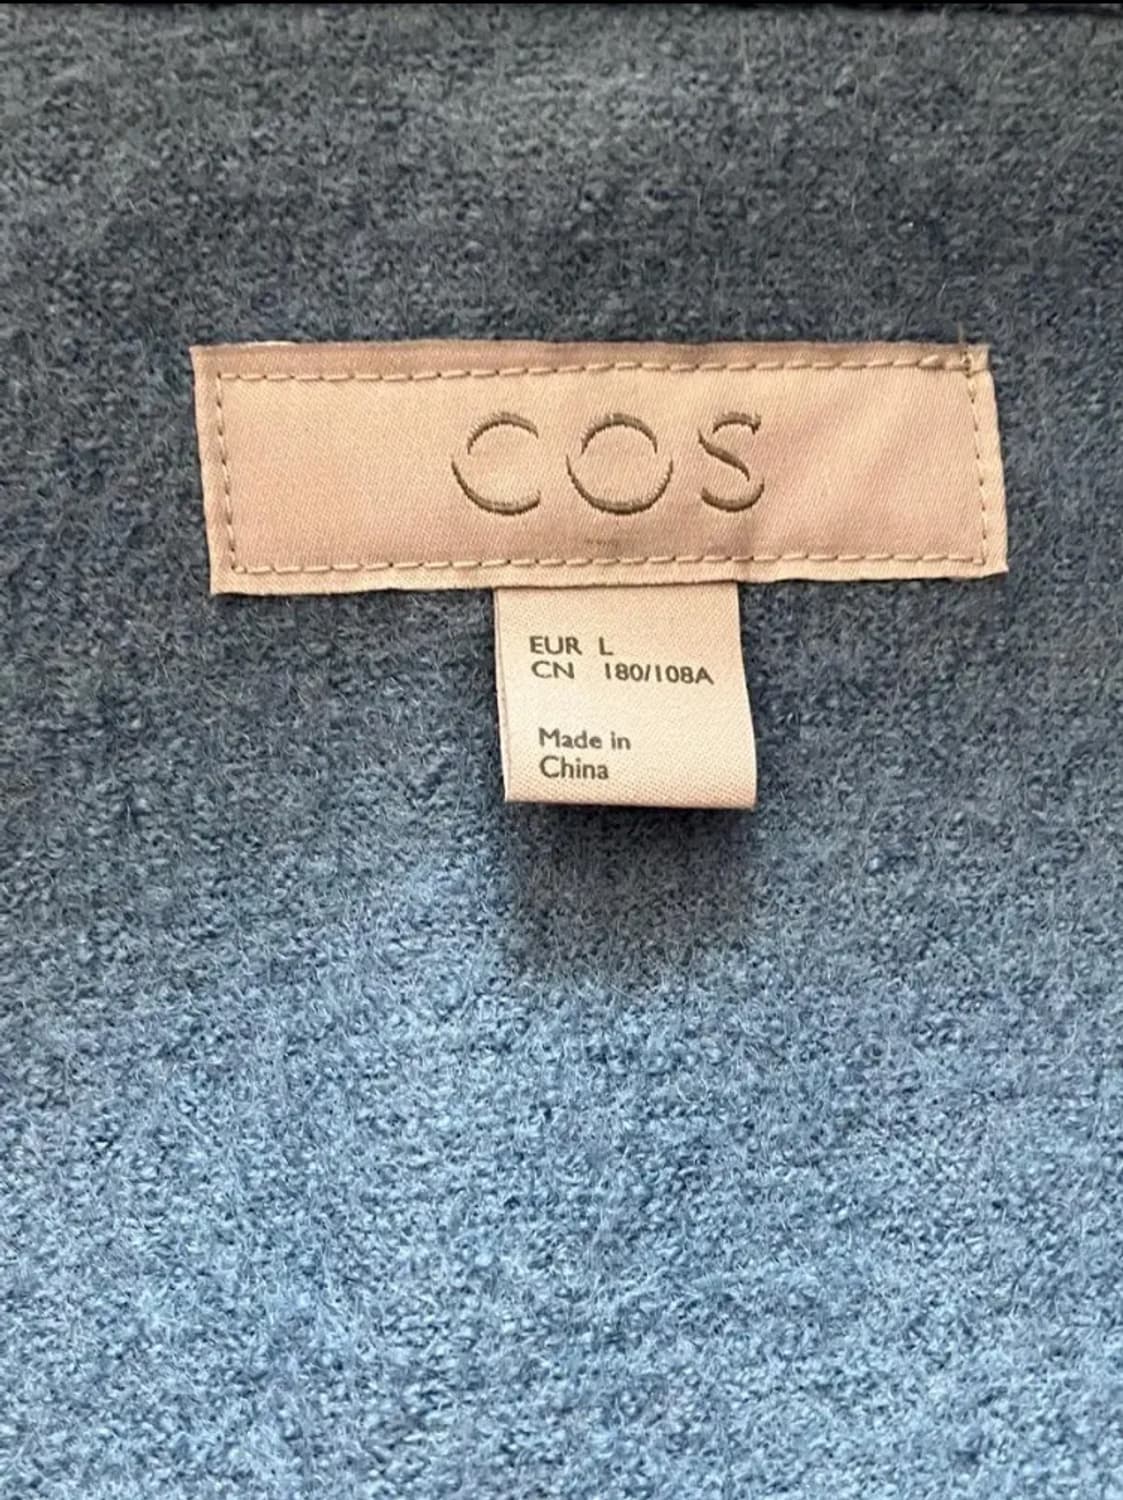 COS
EUR L
CN 180/108A
Made in
China